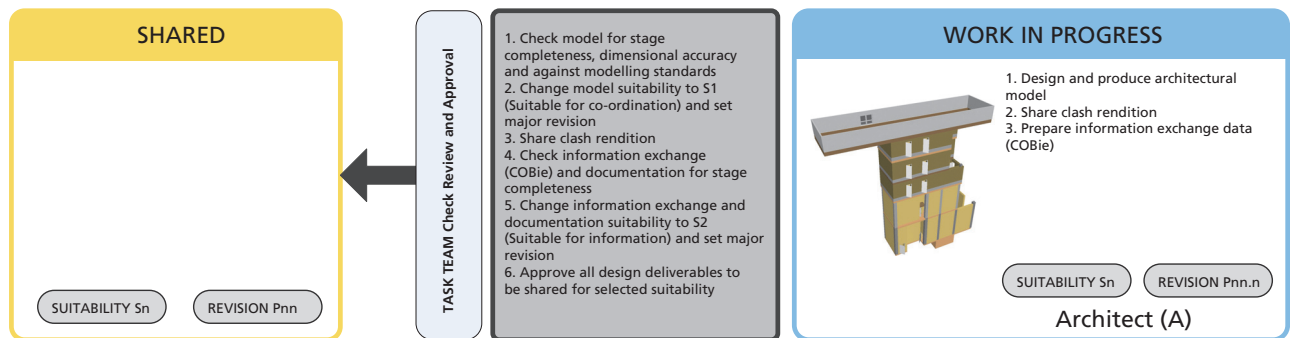 SHARED
SUITABILITY Sn
REVISION Pnn
TASK TEAM Check Review and Approval
1. Check model for stage
completeness, dimensional accuracy
and against modelling standards
2. Change model suitability to S1
(Suitable for co-ordination) and set
major revision
3. Share clash rendition
4. Check information exchange
(COBie) and documentation for stage
completeness
5. Change information exchange and
documentation suitability to S2
(Suitable for information) and set major
revision
6. Approve all design deliverables to
be shared for selected suitability
WORK IN PROGRESS
1. Design and produce architectural
model
2. Share clash rendition
3. Prepare information exchange data
(COBie)
SUITABILITY Sn
REVISION Pnn.n
Architect (A)